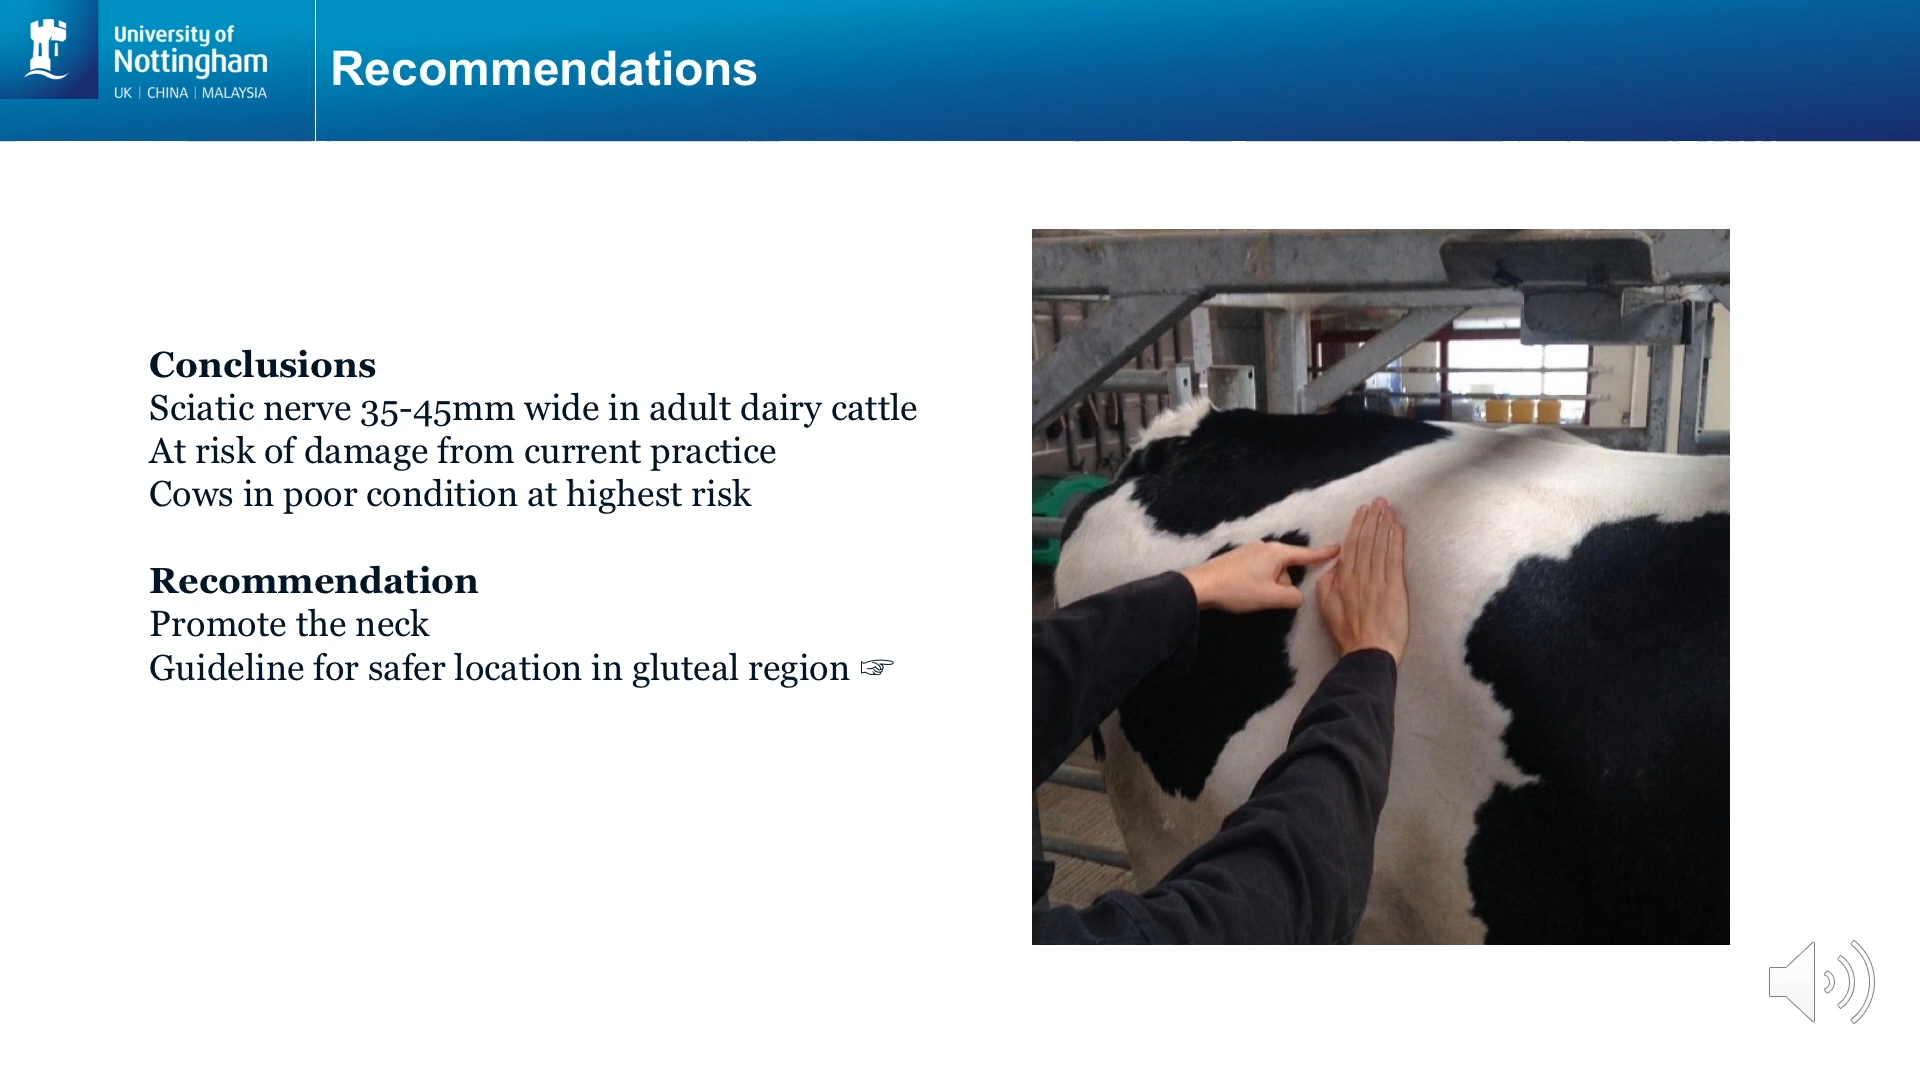 University of
Nottingham
UK | CHINA | MALAYSIA
Recommendations
Conclusions
Sciatic nerve 35-45mm wide in adult dairy cattle
At risk of damage from current practice
Cows in poor condition at highest risk
Recommendation
Promote the neck
Guideline for safer location in gluteal region ☞